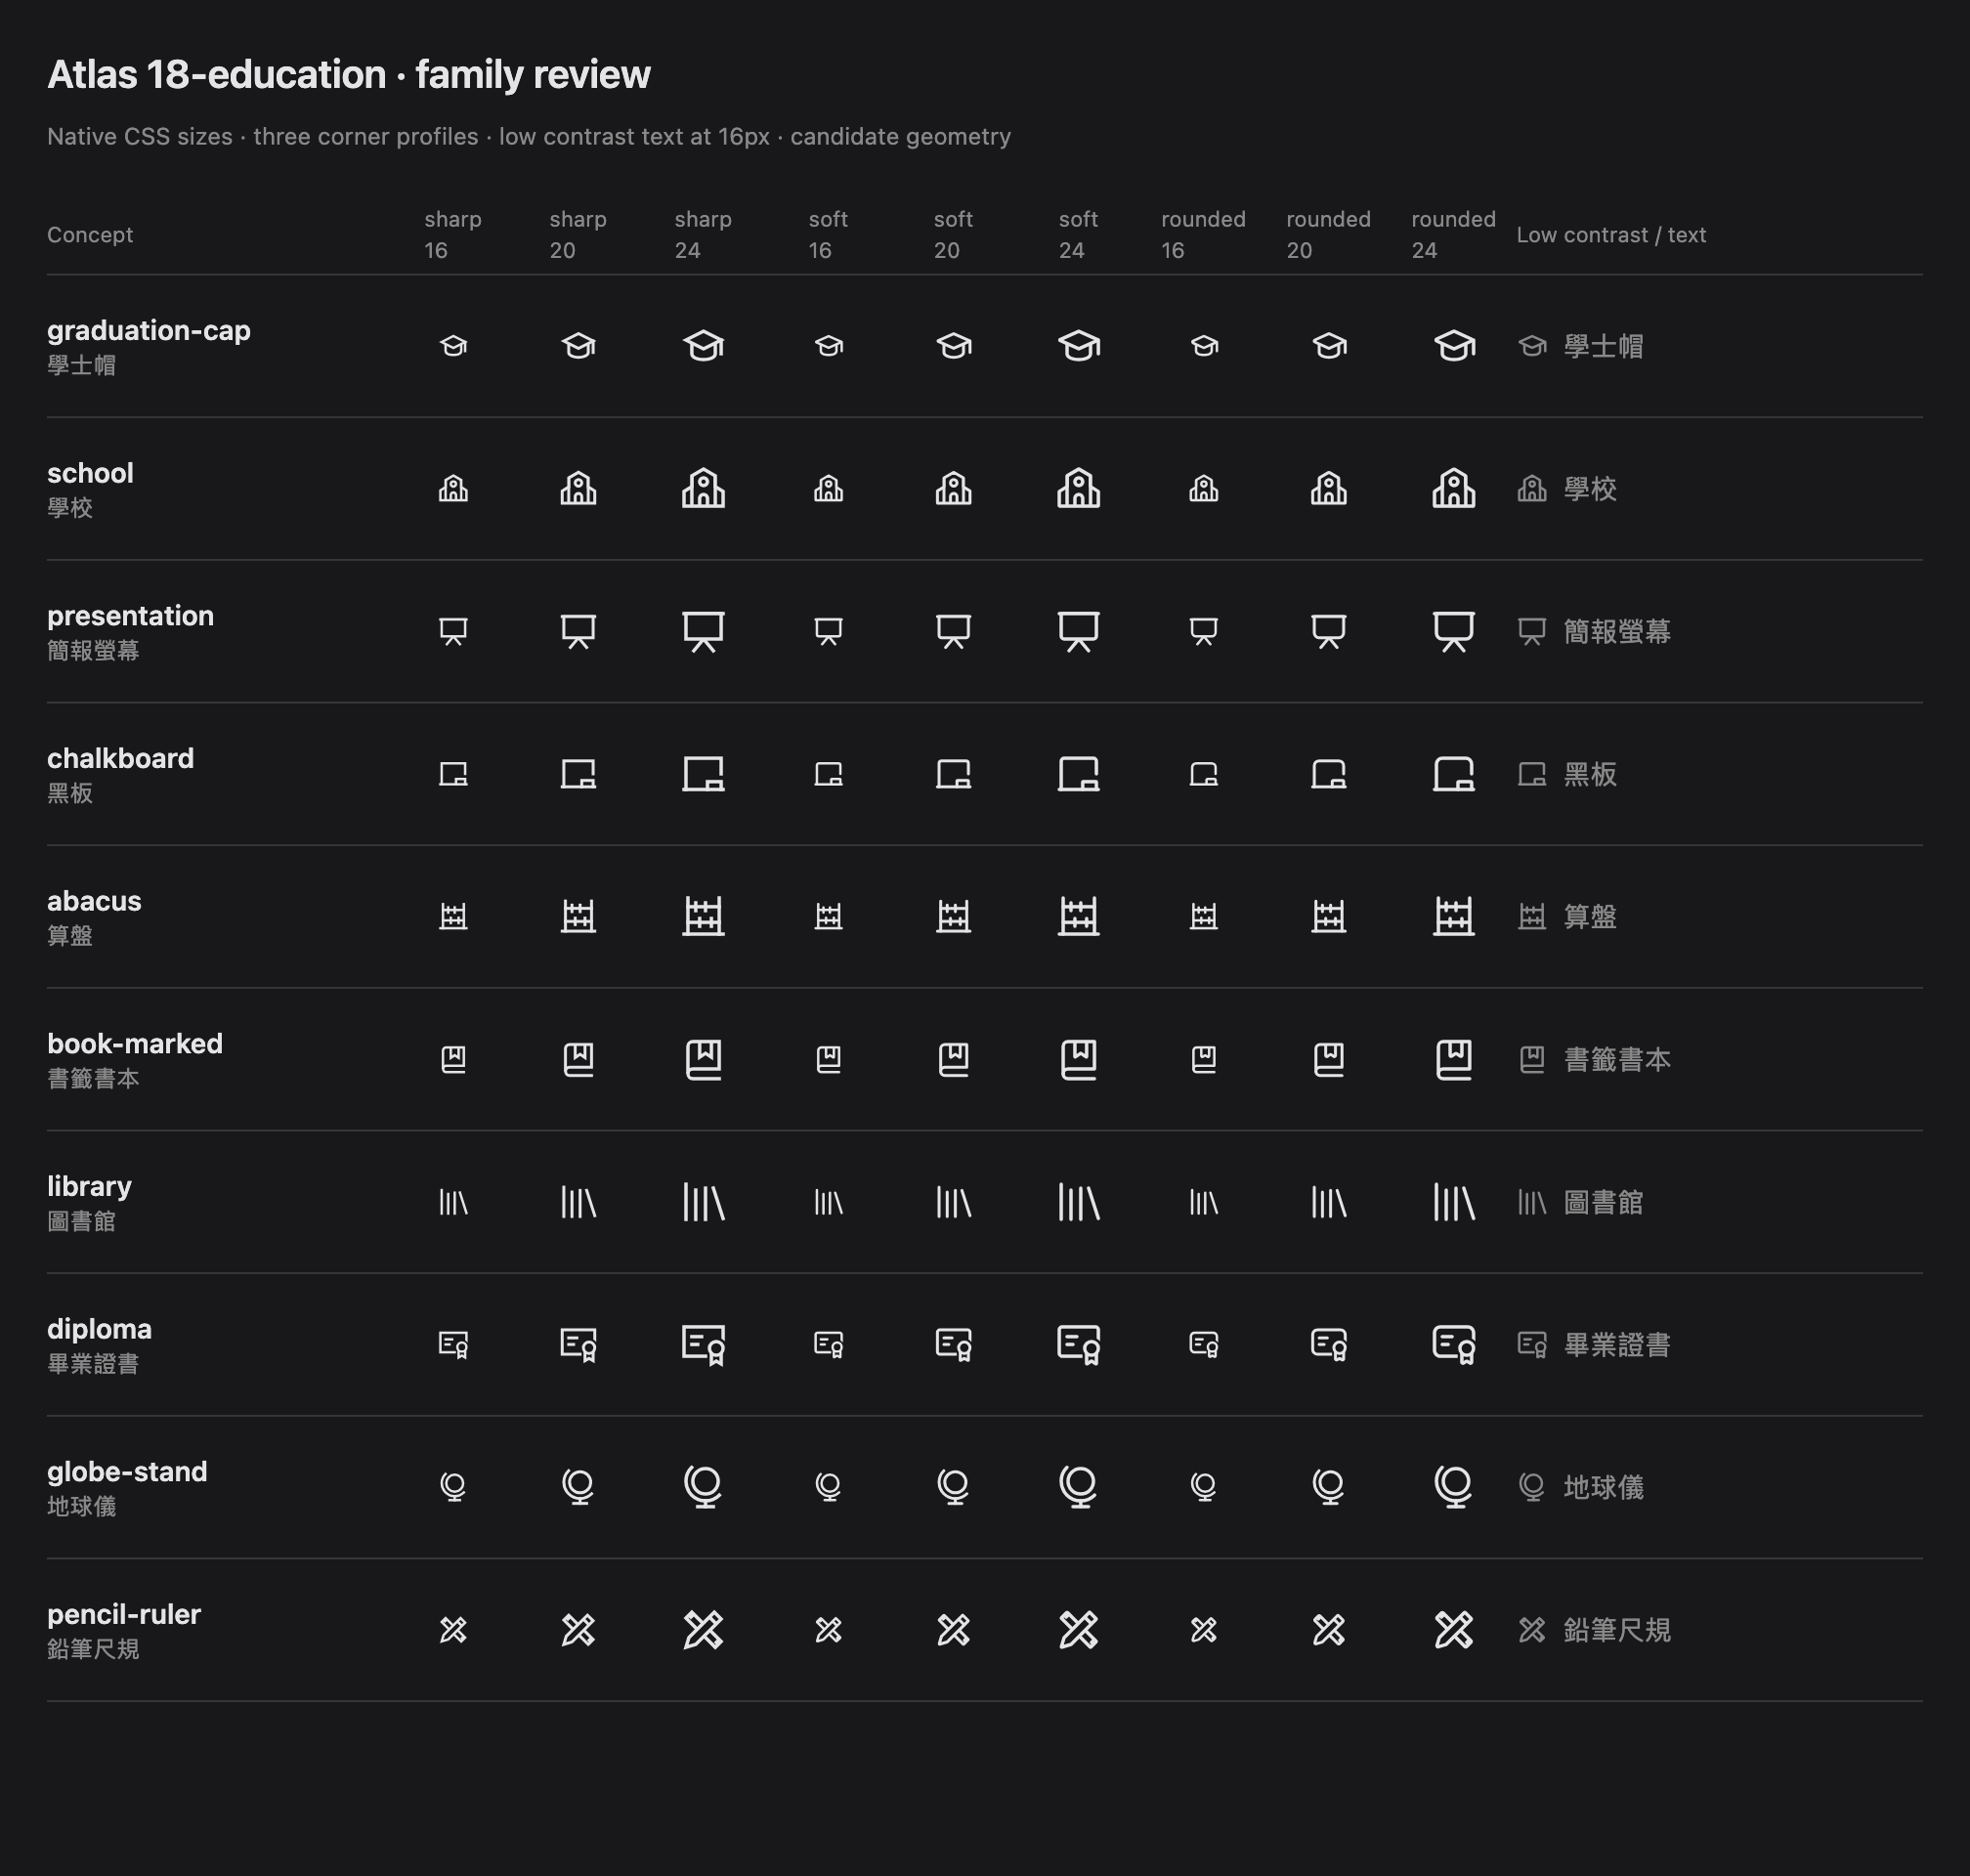 Atlas 18-education · family review
Native CSS sizes · three corner profiles · low contrast text at 16px · candidate geometry
Concept
sharp 16
sharp 20
sharp 24
soft 16
soft 20
soft 24
rounded 16
rounded 20
rounded 24
Low contrast / text
graduation-cap
學士帽
學士帽
school
學校
學校
presentation
簡報螢幕
簡報螢幕
chalkboard
黑板
黑板
abacus
算盤
算盤
book-marked
書籤書本
書籤書本
library
圖書館
圖書館
diploma
畢業證書
畢業證書
globe-stand
地球儀
地球儀
pencil-ruler
鉛筆尺規
鉛筆尺規